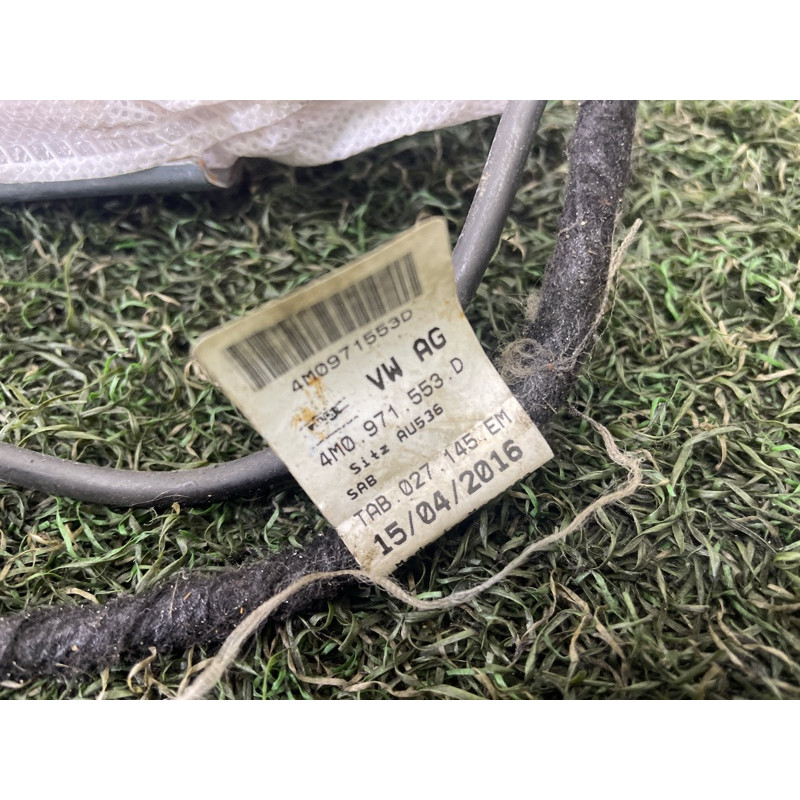 4M0971553D
VW AG
4M0.971.553.D
Sitz AU536
SAB
TAB.027.145.EM
15/04/2016